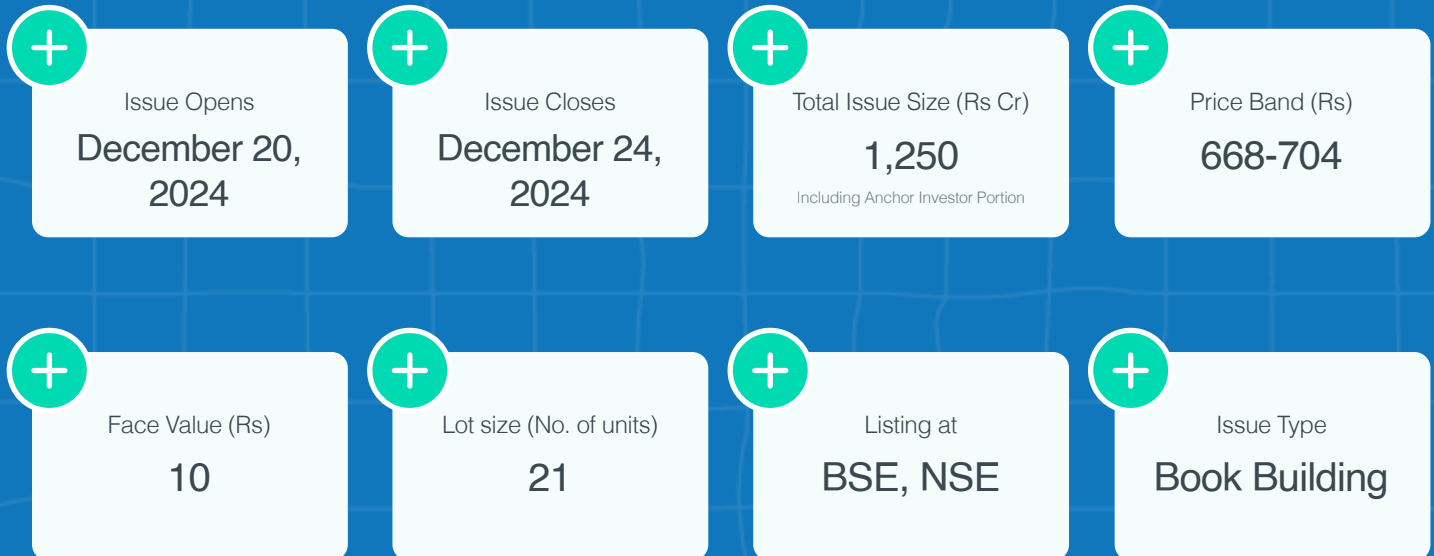 Issue Opens
December 20,
2024
Issue Closes
December 24,
2024
Total Issue Size (Rs Cr)
1,250
Including Anchor Investor Portion
Price Band (Rs)
668-704
Face Value (Rs)
10
Lot size (No. of units)
21
Listing at
BSE, NSE
Issue Type
Book Building